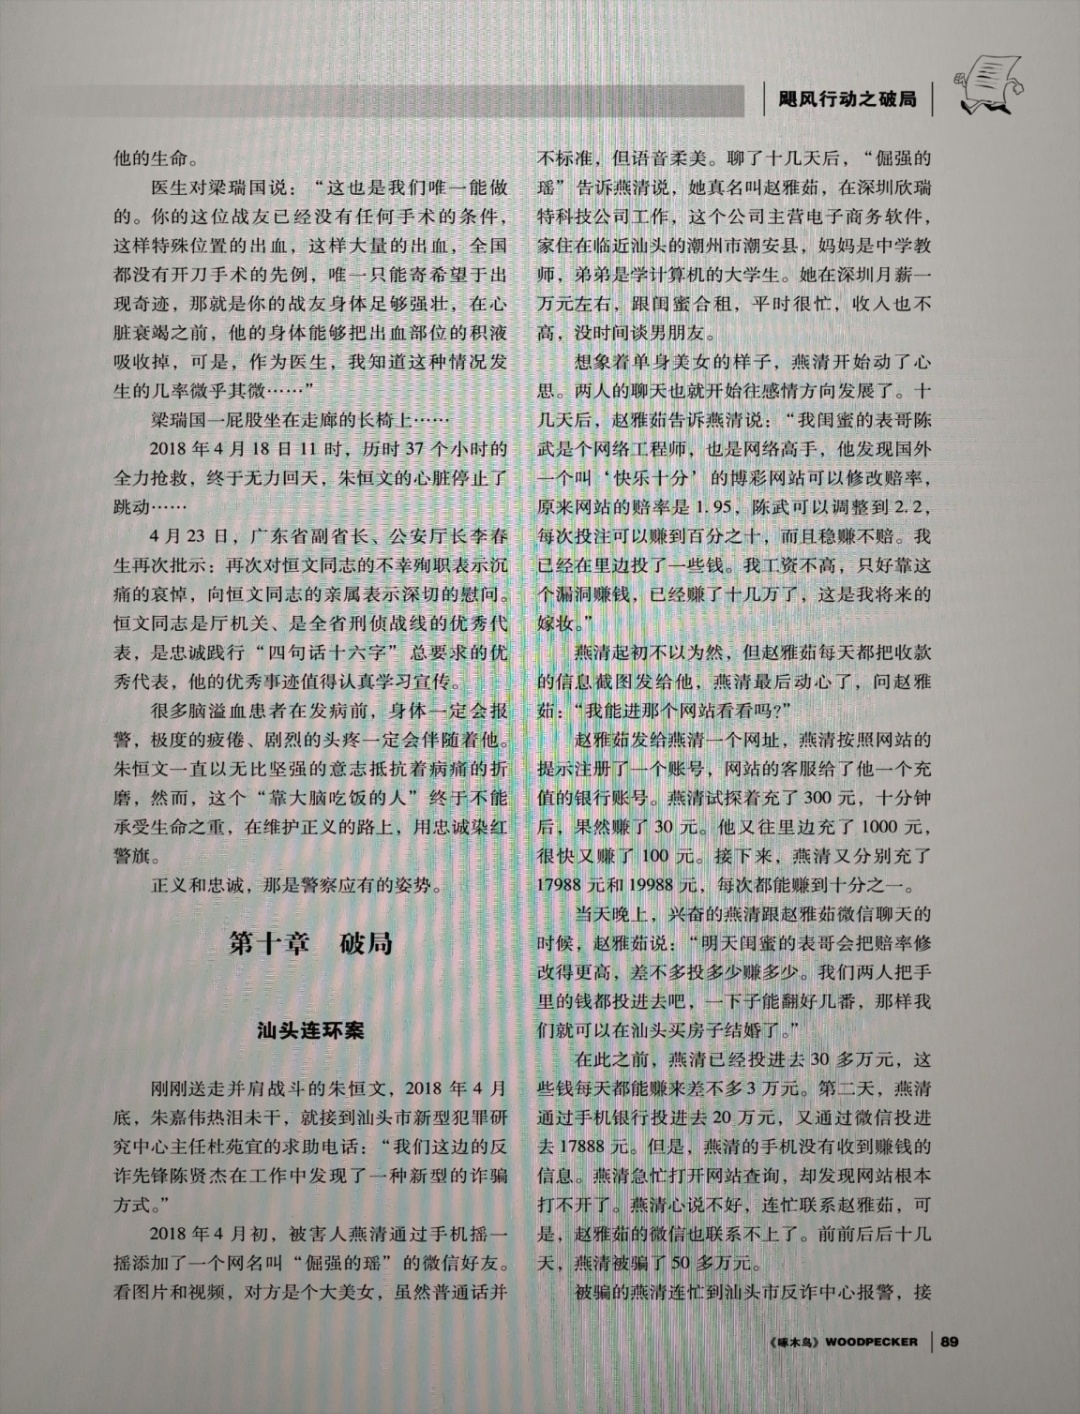 飓风行动之破局
他的生命。
医生对梁瑞国说：“这也是我们唯一能做
的。你的这位战友已经没有任何手术的条件，
这样特殊位置的出血，这样大量的出血，全国
都没有开刀手术的先例，唯一只能寄希望于出
现奇迹，那就是你的战友身体足够强壮，在心
脏衰竭之前，他的身体能够把出血部位的积液
吸收掉，可是，作为医生，我知道这种情况发
生的几率微乎其微……”
梁瑞国一屁股坐在走廊的长椅上……
2018 年 4 月 18 日 11 时，历时 37 个小时的
全力抢救，终于无力回天，朱恒文的心脏停止了
跳动……
4 月 23 日，广东省副省长、公安厅长李春
生再次批示：再次对恒文同志的不幸殉职表示沉
痛的哀悼，向恒文同志的亲属表示深切的慰问。
恒文同志是厅机关、是全省刑侦战线的优秀代
表，是忠诚践行“四句话十六字”总要求的优
秀代表，他的优秀事迹值得认真学习宣传。
很多脑溢血患者在发病前，身体一定会报
警，极度的疲倦、剧烈的头疼一定会伴随着他。
朱恒文一直以无比坚强的意志抵抗着病痛的折
磨，然而，这个“靠大脑吃饭的人”终于不能
承受生命之重，在维护正义的路上，用忠诚染红
警旗。
正义和忠诚，那是警察应有的姿势。
第十章 破局
汕头连环案
刚刚送走并肩战斗的朱恒文，2018 年 4 月
底，朱嘉伟热泪未干，就接到汕头市新型犯罪研
究中心主任杜苑宜的求助电话：“我们这边的反
诈先锋陈贤杰在工作中发现了一种新型的诈骗
方式。”
2018 年 4 月初，被害人燕清通过手机摇一
摇添加了一个网名叫“倔强的瑶”的微信好友。
看图片和视频，对方是个大美女，虽然普通话并
不标准，但语音柔美。聊了十几天后，“倔强的
瑶”告诉燕清说，她真名叫赵雅茹，在深圳欣瑞
特科技公司工作，这个公司主营电子商务软件，
家住在临近汕头的潮州市潮安县，妈妈是中学教
师，弟弟是学计算机的大学生。她在深圳月薪一
万元左右，跟闺蜜合租，平时很忙，收入也不
高，没时间谈男朋友。
想象着单身美女的样子，燕清开始动了心
思。两人的聊天也就开始往感情方向发展了。十
几天后，赵雅茹告诉燕清说：“我闺蜜的表哥陈
武是个网络工程师，也是网络高手，他发现国外
一个叫‘快乐十分’的博彩网站可以修改赔率，
原来网站的赔率是 1.95，陈武可以调整到 2.2，
每次投注可以赚到百分之十，而且稳赚不赔。我
已经在里边投了一些钱。我工资不高，只好靠这
个漏洞赚钱，已经赚了十几万了，这是我将来的
嫁妆。”
燕清起初不以为然，但赵雅茹每天都把收款
的信息截图发给他，燕清最后动心了，问赵雅
茹：“我能进那个网站看看吗？”
赵雅茹发给燕清一个网址，燕清按照网站的
提示注册了一个账号，网站的客服给了他一个充
值的银行账号。燕清试探着充了 300 元，十分钟
后，果然赚了 30 元。他又往里边充了 1000 元，
很快又赚了 100 元。接下来，燕清又分别充了
17988 元和 19988 元，每次都能赚到十分之一。
当天晚上，兴奋的燕清跟赵雅茹微信聊天的
时候，赵雅茹说：“明天闺蜜的表哥会把赔率修
改得更高，差不多投多少赚多少。我们两人把手
里的钱都投进去吧，一下子能翻好几番，那样我
们就可以在汕头买房子结婚了。”
在此之前，燕清已经投进去 30 多万元，这
些钱每天都能赚来差不多 3 万元。第二天，燕清
通过手机银行投进去 20 万元，又通过微信投进
去 17888 元。但是，燕清的手机没有收到赚钱的
信息。燕清急忙打开网站查询，却发现网站根本
打不开了。燕清心说不好，连忙联系赵雅茹，可
是，赵雅茹的微信也联系不上了。前前后后十几
天，燕清被骗了 50 多万元。
被骗的燕清连忙到汕头市反诈中心报警，接
《啄木鸟》WOODPECKER 89